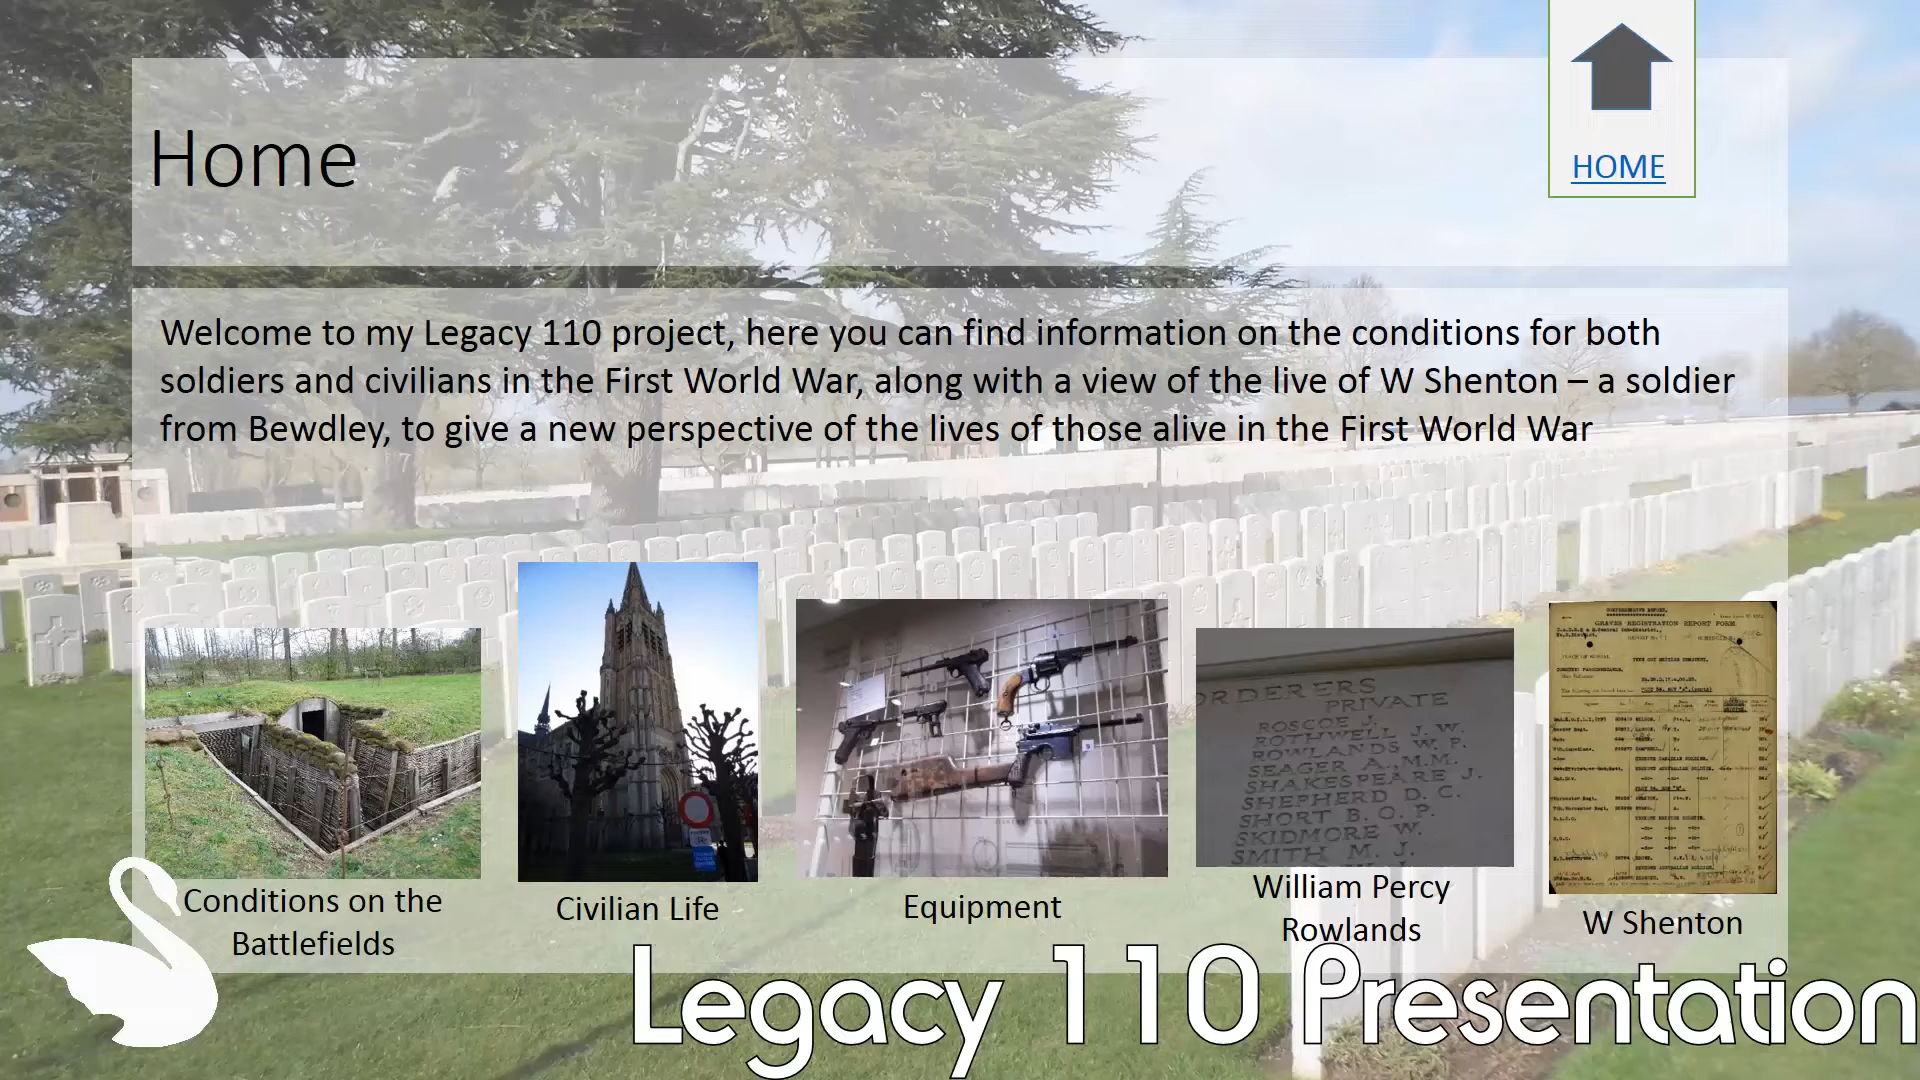 HOME
Home
Welcome to my Legacy 110 project, here you can find information on the conditions for both
soldiers and civilians in the First World War, along with a view of the live of W Shenton – a soldier
from Bewdley, to give a new perspective of the lives of those alive in the First World War
ORDERERS
PRIVATE
ROSCOE J.
ROTHWELL J. W.
ROWLANDS W. P.
SEAGER A., M.M.
SHAKESPEARE J.
SHEPHERD D. C.
SHORT B. O. P.
SKIDMORE W.
SMITH M. J.
GRAVES REGISTRATION REPORT FORM
Conditions on the
Battlefields
Civilian Life
Equipment
William Percy
Rowlands
W Shenton
Legacy 110 Presentation